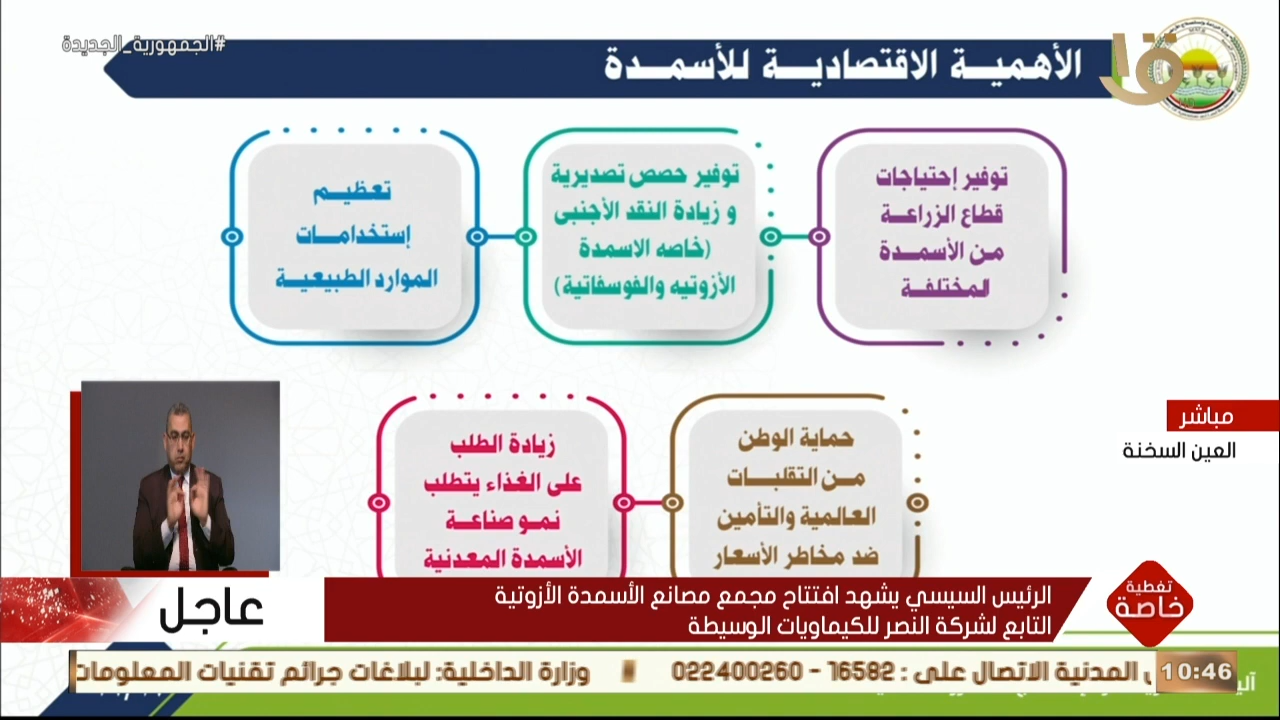 #الجمهورية_الجديدة
الأهمية الاقتصادية للأسمدة
توفير إحتياجات
قطاع الزراعة
من الأسمدة
المختلفة
توفير حصص تصديرية
و زيادة النقد الأجنبى
(خاصه الاسمدة
الأزوتيه والفوسفاتية)
تعظيم
إستخدامات
الموارد الطبيعية
حماية الوطن
من التقلبات
العالمية والتأمين
ضد مخاطر الأسعار
زيادة الطلب
على الغذاء يتطلب
نمو صناعة
الأسمدة المعدنية
مباشر
العين السخنة
تغطية
خاصة
الرئيس السيسي يشهد افتتاح مجمع مصانع الأسمدة الأزوتية
التابع لشركة النصر للكيماويات الوسيطة
عاجل
10:46
المدنية الاتصال على : 16582 - 022400260
وزارة الداخلية: لبلاغات جرائم تقنيات المعلومات